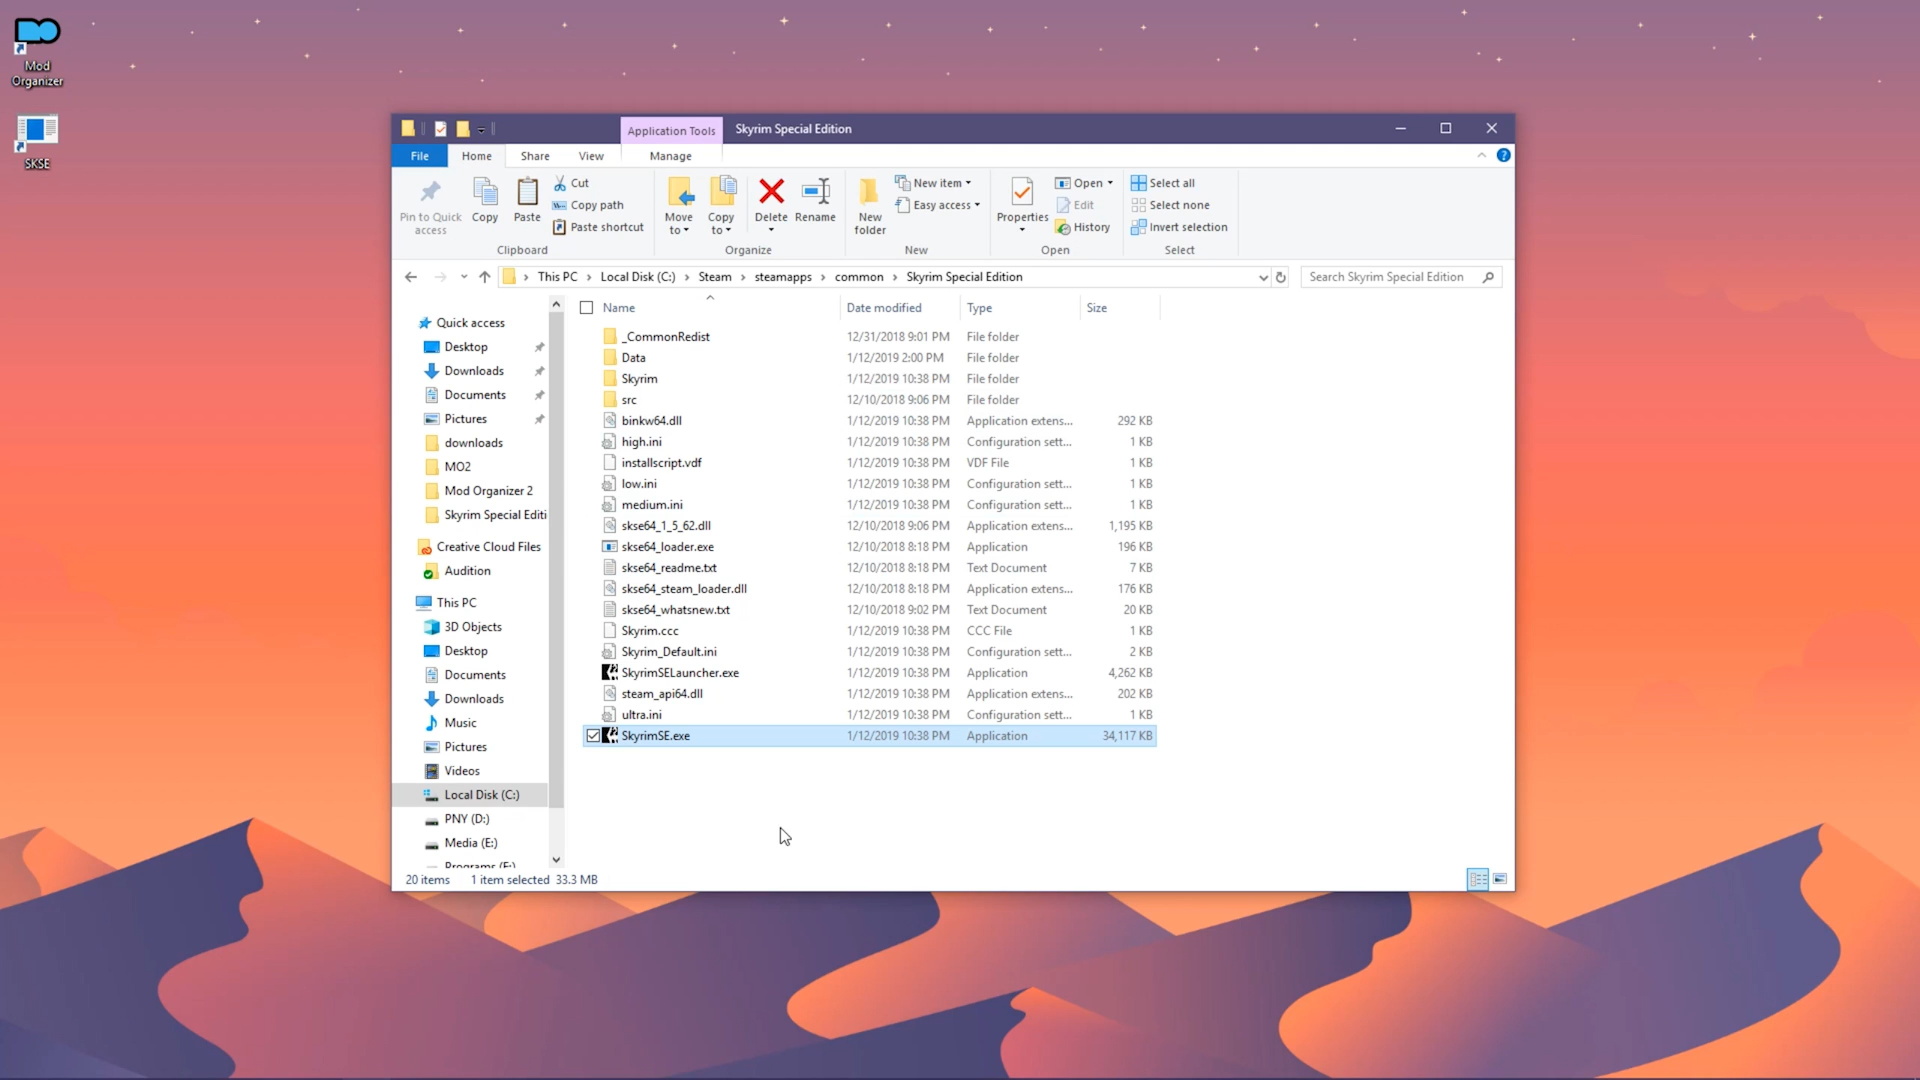 Mod
Organizer
SKSE
Application Tools
Skyrim Special Edition
File
Home
Share
View
Manage
Pin to Quick
access
Copy
Paste
Cut
Copy path
Paste shortcut
Clipboard
Move
to
Copy
to
Delete
Rename
Organize
New
folder
New item
Easy access
New
Properties
Open
Edit
History
Open
Select all
Select none
Invert selection
Select
This PC > Local Disk (C:) > Steam > steamapps > common > Skyrim Special Edition
Search Skyrim Special Edition
Quick access
Desktop
Downloads
Documents
Pictures
downloads
MO2
Mod Organizer 2
Skyrim Special Editi
Creative Cloud Files
Audition
This PC
3D Objects
Desktop
Documents
Downloads
Music
Pictures
Videos
Local Disk (C:)
PNY (D:)
Media (E:)
Programs (F:)
Name Date modified Type Size
_CommonRedist 12/31/2018 9:01 PM File folder
Data 1/12/2019 2:00 PM File folder
Skyrim 1/12/2019 10:38 PM File folder
src 12/10/2018 9:06 PM File folder
binkw64.dll 1/12/2019 10:38 PM Application extens... 292 KB
high.ini 1/12/2019 10:38 PM Configuration sett... 1 KB
installscript.vdf 1/12/2019 10:38 PM VDF File 1 KB
low.ini 1/12/2019 10:38 PM Configuration sett... 1 KB
medium.ini 1/12/2019 10:38 PM Configuration sett... 1 KB
skse64_1_5_62.dll 12/10/2018 9:06 PM Application extens... 1,195 KB
skse64_loader.exe 12/10/2018 8:18 PM Application 196 KB
skse64_readme.txt 12/10/2018 8:18 PM Text Document 7 KB
skse64_steam_loader.dll 12/10/2018 8:18 PM Application extens... 176 KB
skse64_whatsnew.txt 12/10/2018 9:02 PM Text Document 20 KB
Skyrim.ccc 1/12/2019 10:38 PM CCC File 1 KB
Skyrim_Default.ini 1/12/2019 10:38 PM Configuration sett... 2 KB
SkyrimSELauncher.exe 1/12/2019 10:38 PM Application 4,262 KB
steam_api64.dll 1/12/2019 10:38 PM Application extens... 202 KB
ultra.ini 1/12/2019 10:38 PM Configuration sett... 1 KB
SkyrimSE.exe 1/12/2019 10:38 PM Application 34,117 KB
20 items 1 item selected 33.3 MB